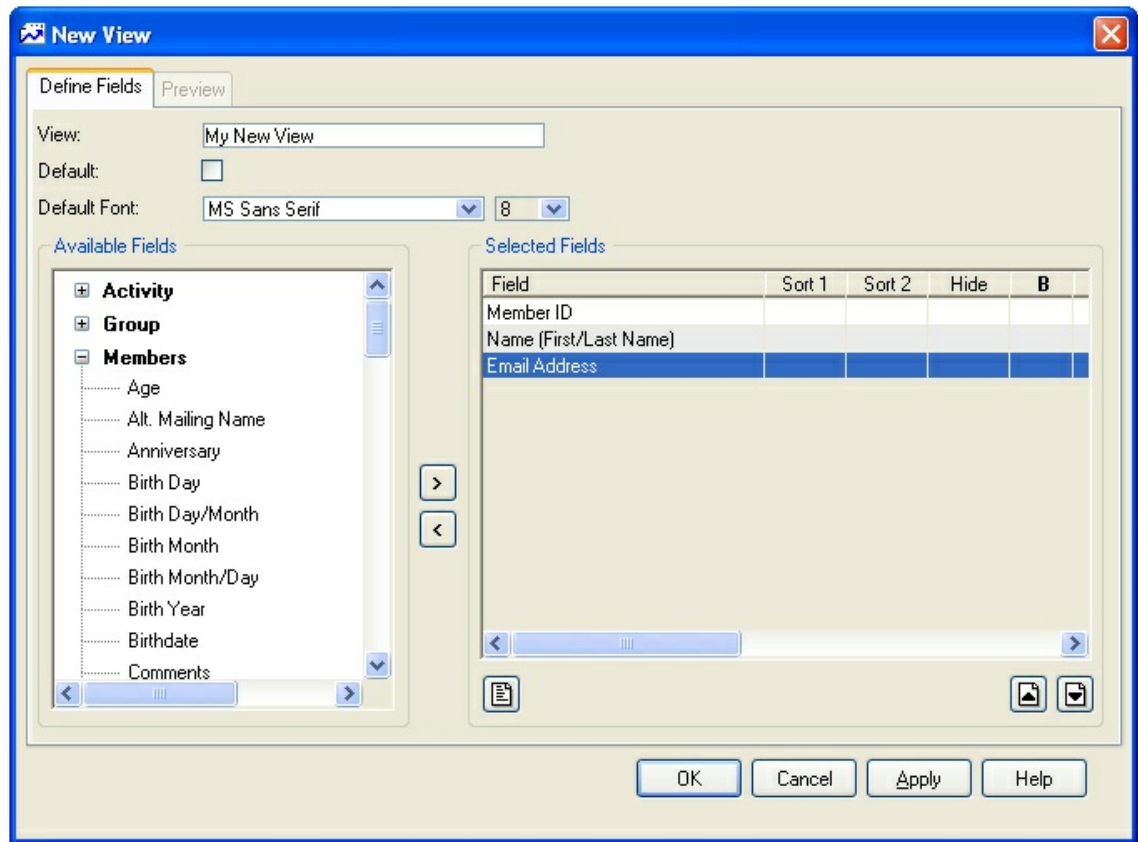 New View
Define Fields Preview
View: My New View
Default:
Default Font: MS Sans Serif 8
Available Fields
Activity
Group
Members
Age
Alt. Mailing Name
Anniversary
Birth Day
Birth Day/Month
Birth Month
Birth Month/Day
Birth Year
Birthdate
Comments
>
<
Selected Fields
Field Sort 1 Sort 2 Hide B
Member ID
Name (First/Last Name)
Email Address
OK Cancel Apply Help